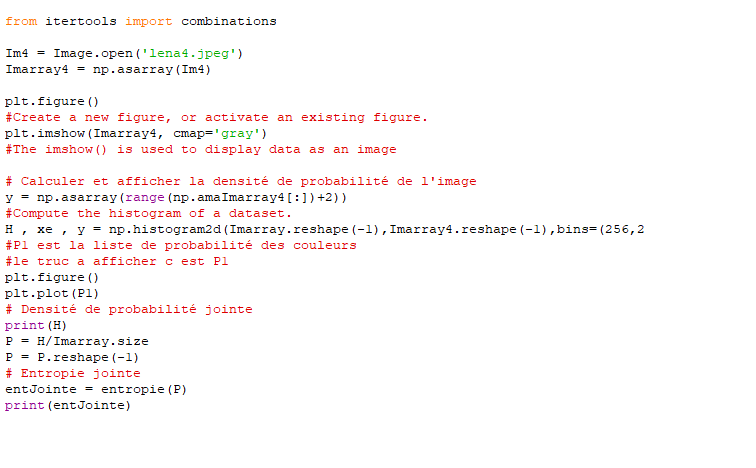 from itertools import combinations
Im4 = Image.open('lena4.jpeg')
Imarray4 = np.asarray(Im4)
plt.figure()
#Create a new figure, or activate an existing figure.
plt.imshow(Imarray4, cmap='gray')
#The imshow() is used to display data as an image
# Calculer et afficher la densité de probabilité de l'image
y = np.asarray(range(np.amaImarray4[:])+2))
#Compute the histogram of a dataset.
H , xe , y = np.histogram2d(Imarray.reshape(-1),Imarray4.reshape(-1),bins=(256,2
#P1 est la liste de probabilité des couleurs
#le truc a afficher c est P1
plt.figure()
plt.plot(P1)
# Densité de probabilité jointe
print(H)
P = H/Imarray.size
P = P.reshape(-1)
# Entropie jointe
entJointe = entropie(P)
print(entJointe)